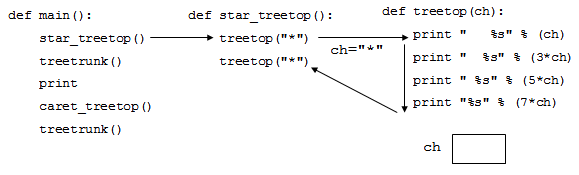 def main():
    star_treetop()
    treetrunk()
    print
    caret_treetop()
    treetrunk()
def star_treetop():
    treetop("*")
    treetop("*")
ch="*"
def treetop(ch):
    print "   %s" % (ch)
    print "  %s" % (3*ch)
    print " %s" % (5*ch)
    print "%s" % (7*ch)
ch